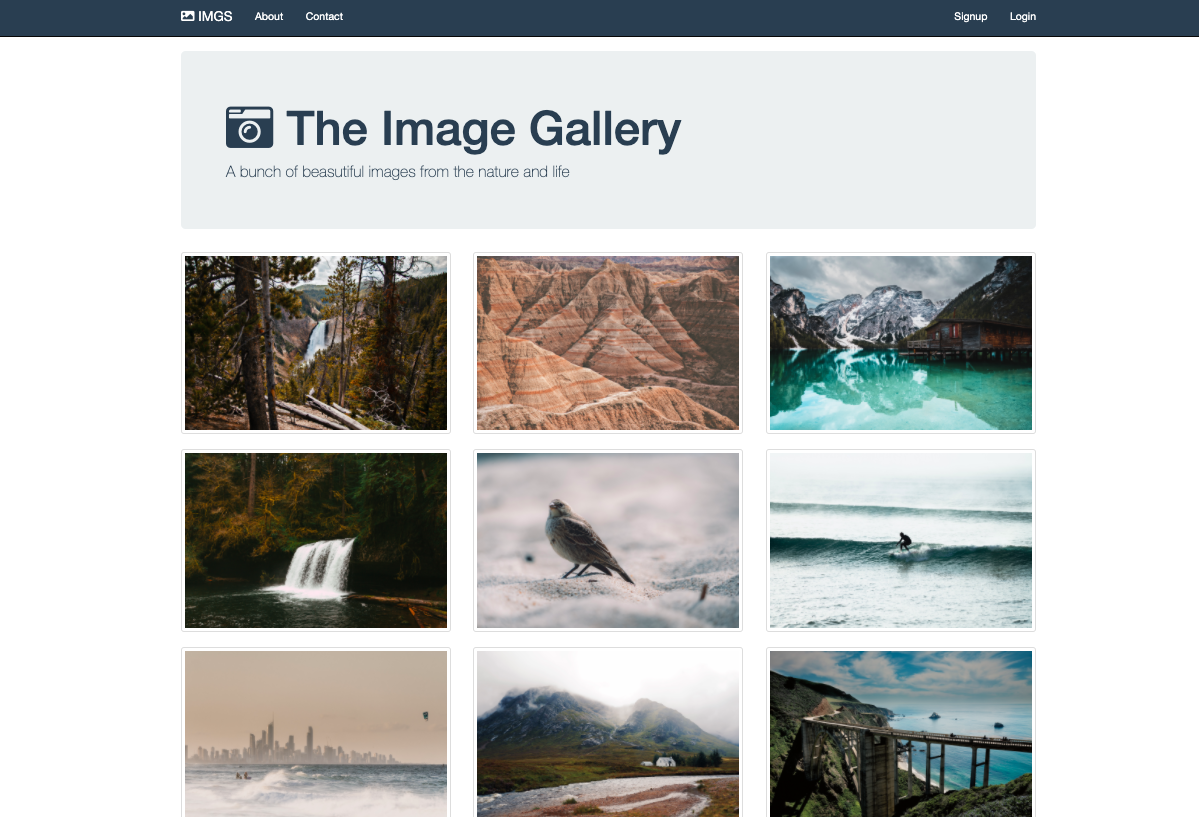 IMGS About Contact Signup Login
The Image Gallery
A bunch of beasutiful images from the nature and life